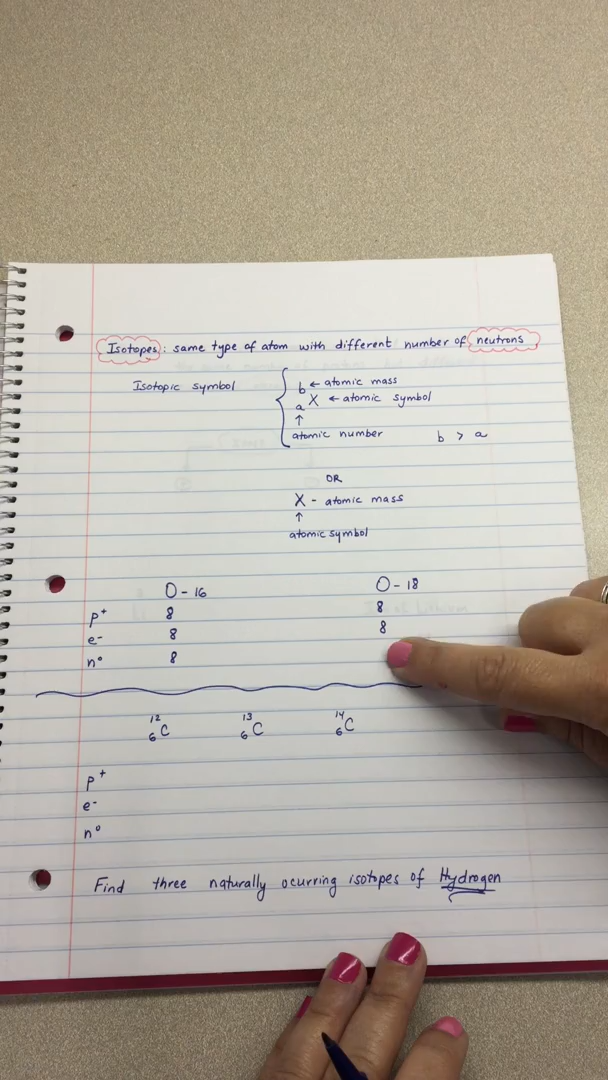 Isotopes: same type of atom with different number of neutrons
Isotopic symbol
b ← atomic mass
a X ← atomic symbol
↑
atomic number b > a
OR
X - atomic mass
↑
atomic symbol
O - 16 O - 18
p+ 8 8
e- 8 8
n° 8
12 13 14
6 C 6 C 6 C
p+
e-
n°
Find three naturally ocurring isotopes of Hydrogen